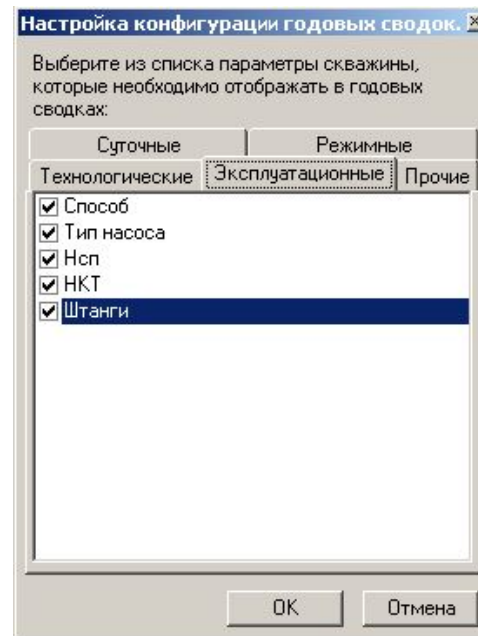 Настройка конфигурации годовых сводок.
Выберите из списка параметры скважины,
которые необходимо отображать в годовых
сводках:
Суточные Режимные
Технологические Эксплуатационные Прочие
Способ
Тип насоса
Нсп
НКТ
Штанги
OK Отмена